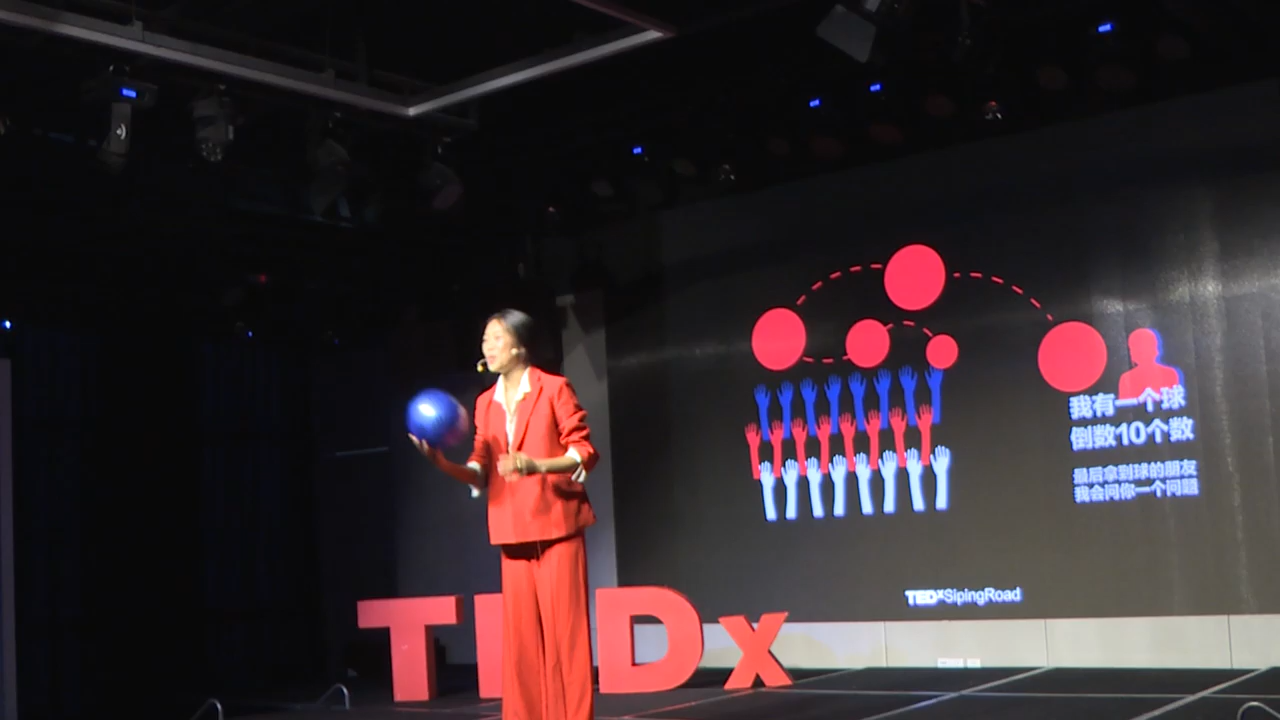 我有一个球
倒数10个数
最后拿到球的朋友
我会问你一个问题
TEDxSipingRoad
TEDx